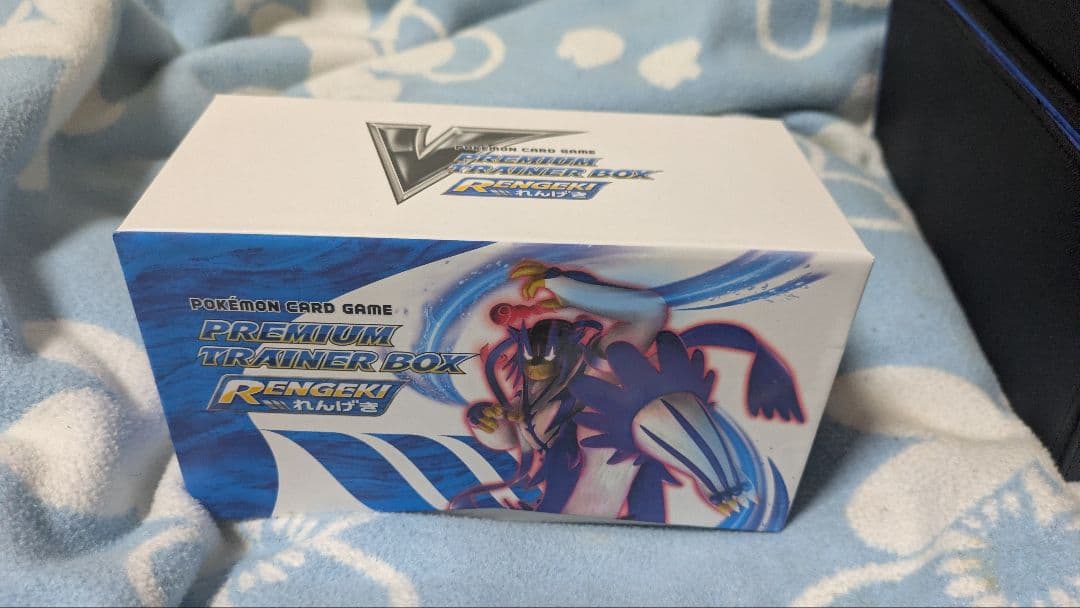 V
POKÉMON CARD GAME
PREMIUM
TRAINER BOX
RENGEKI
れんげき
POKÉMON CARD GAME
PREMIUM
TRAINER BOX
RENGEKI
れんげき